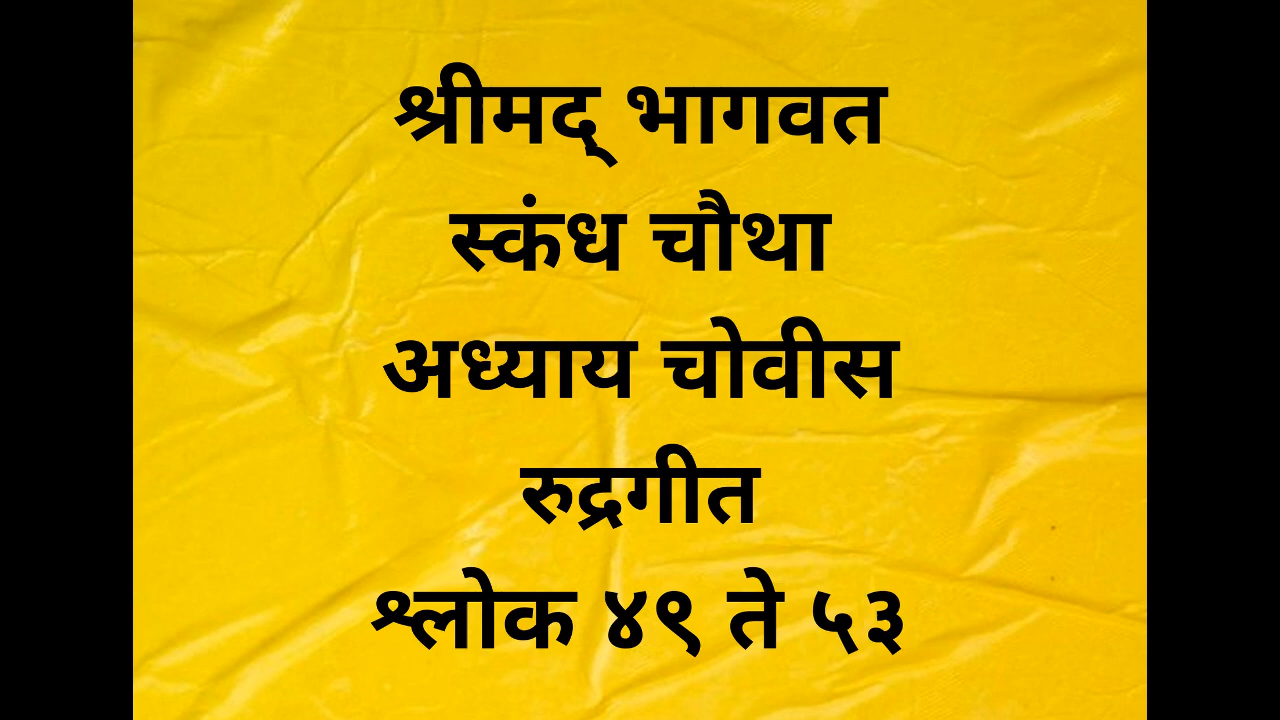 श्रीमद् भागवत
स्कंध चौथा
अध्याय चोवीस
रुद्रगीत
श्लोक ४९ ते ५३